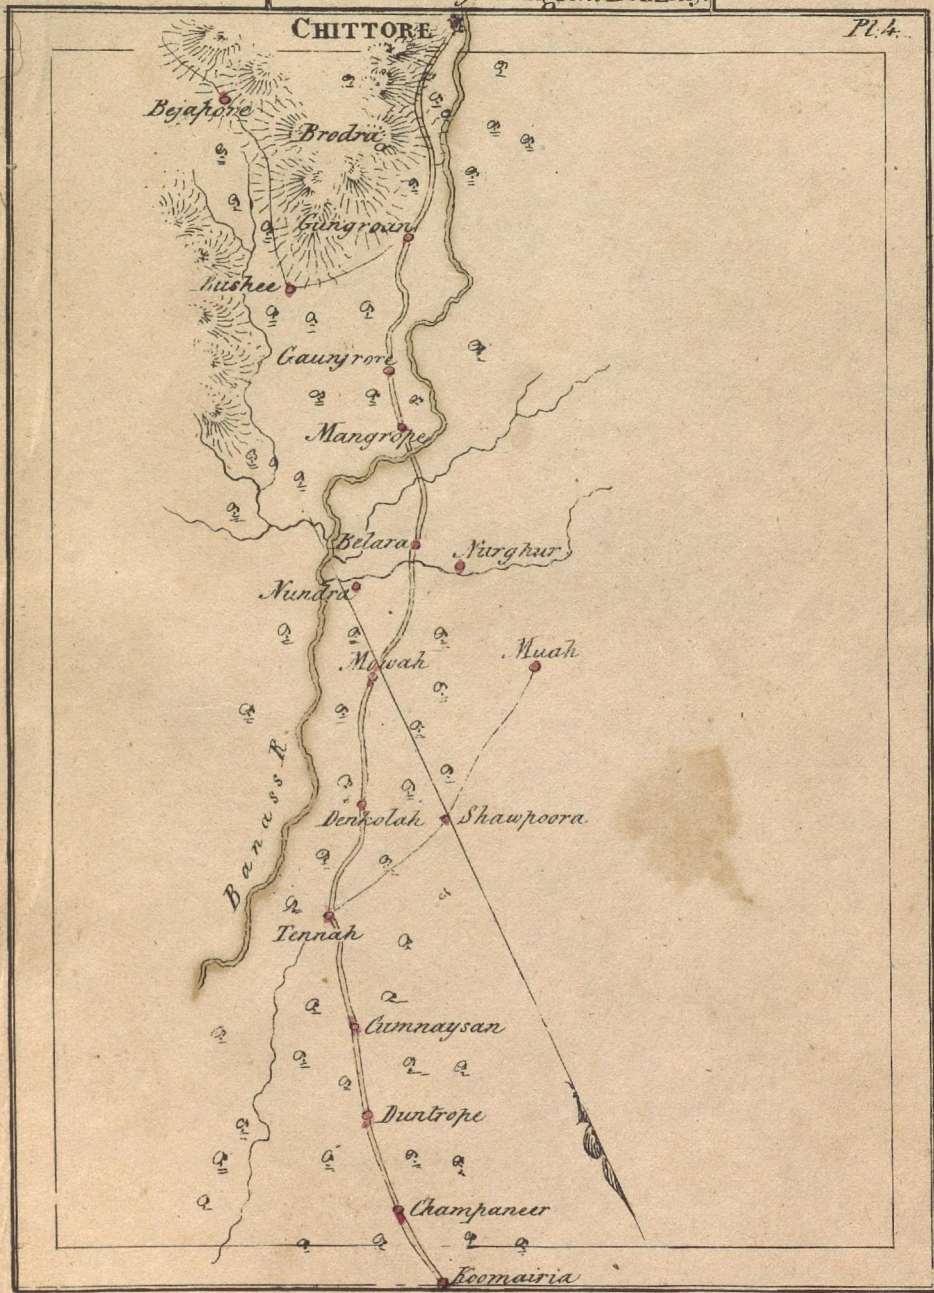 CHITTORE
Pl. 4.
Bejapore
Brodra
Gungroan
Bushee
Gaungrore
Mangrope
Belara
Nurghur
Nundra
Mowah
Muah
Banass R.
Denkolah
Shawpoora
Tennah
Cumnaysan
Duntrope
Champaneer
Koomairia